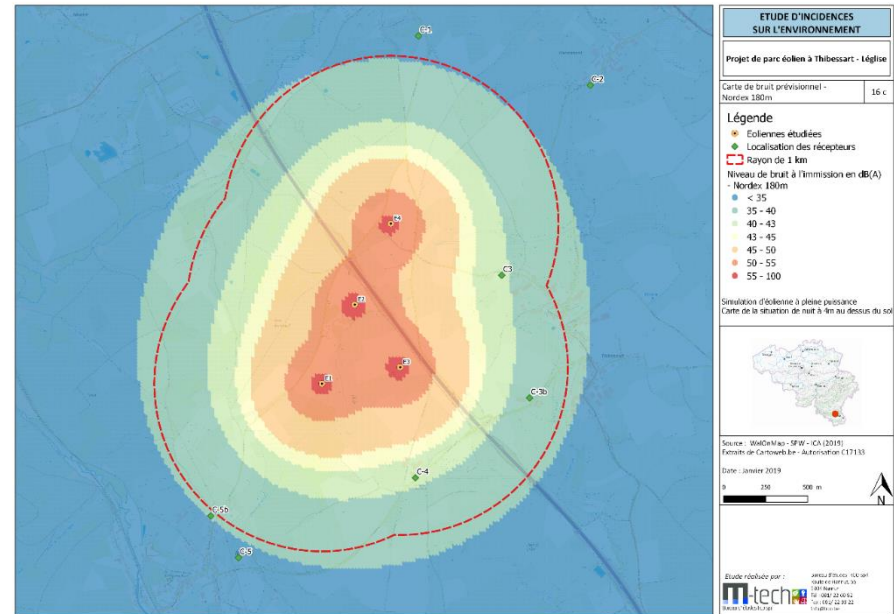 ETUDE D'INCIDENCES
SUR L'ENVIRONNEMENT
Projet de parc éolien à Thibessart - Léglise
Carte de bruit prévisionnel -
Nordex 180m
16 c
Légende
Eoliennes étudiées
Localisation des récepteurs
Rayon de 1 km
Niveau de bruit à l'immission en dB(A)
- Nordex 180m
< 35
35 - 40
40 - 43
43 - 45
45 - 50
50 - 55
55 - 100
Simulation d'éolienne à pleine puissance
Carte de la situation de nuit à 4m au dessus du sol
Source : WalOnMap - SPW - ICA (2019)
Extraits de Cartoweb.be - Autorisation C17133
Date : Janvier 2019
0 250 500 m
N
Etude réalisée par :
m-tech
C-1
C-2
E4
C3
E1
C-3b
C-4
C-5b
C-5